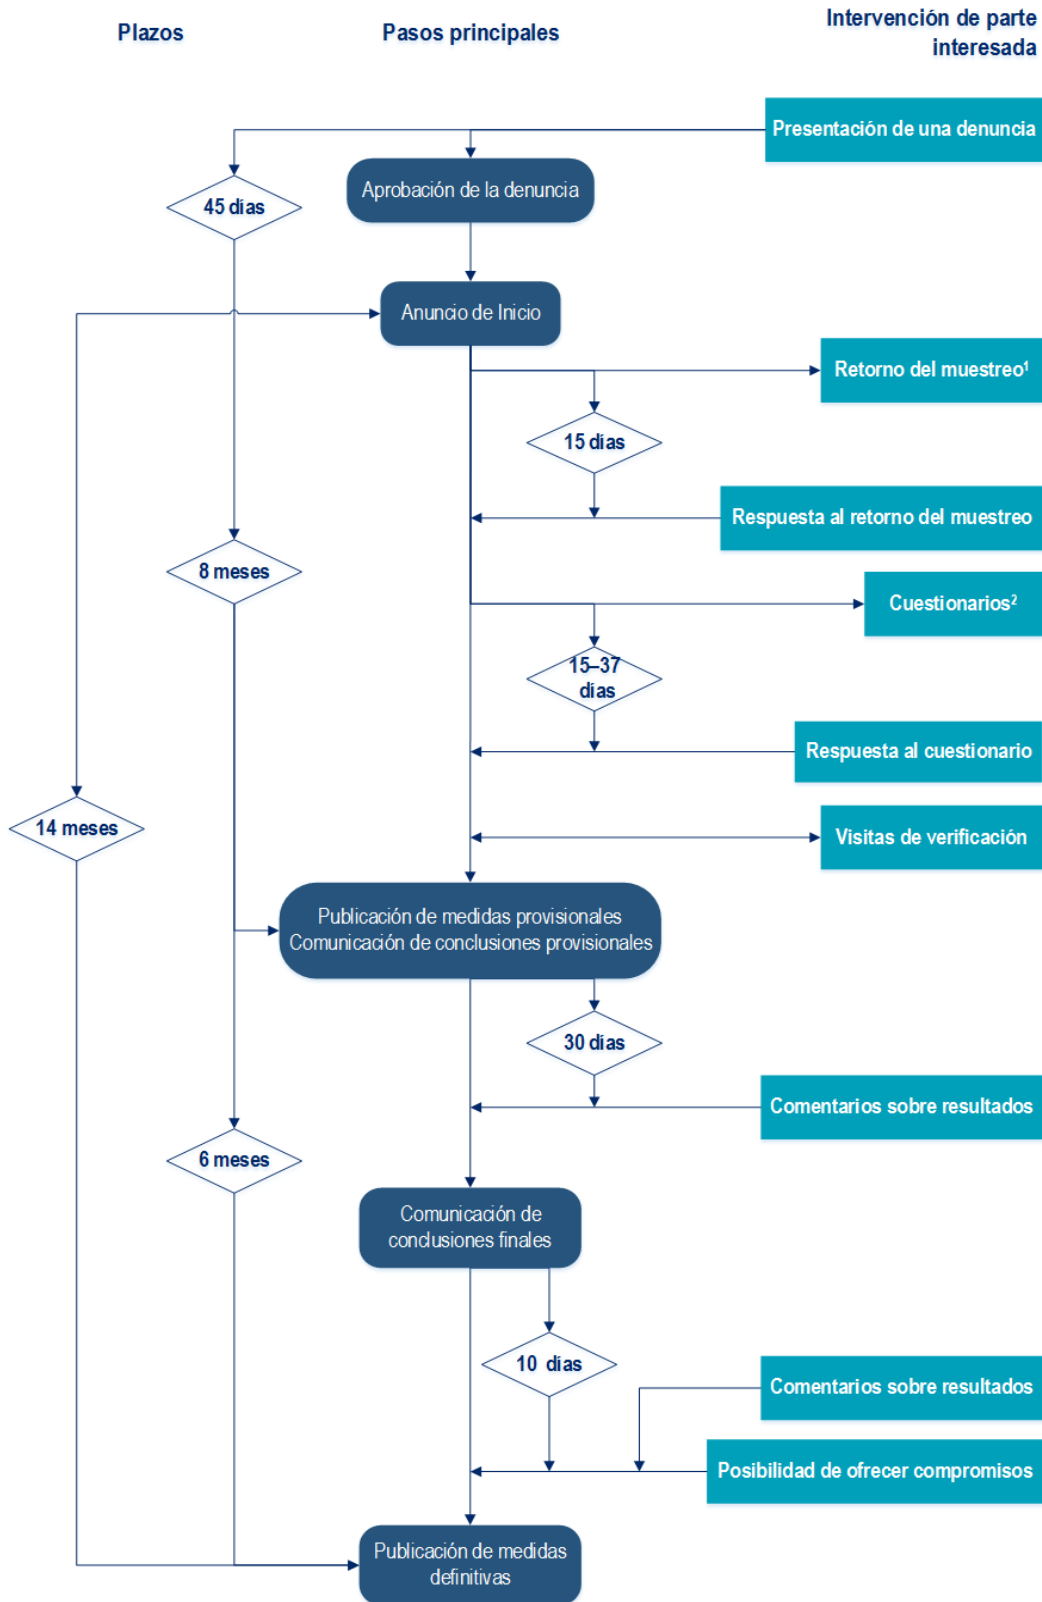 Plazos
Pasos principales
Intervención de parte
interesada
Presentación de una denuncia
Aprobación de la denuncia
45 días
Anuncio de Inicio
Retorno del muestreo¹
15 días
Respuesta al retorno del muestreo
8 meses
Cuestionarios²
15–37
días
Respuesta al cuestionario
14 meses
Visitas de verificación
Publicación de medidas provisionales
Comunicación de conclusiones provisionales
30 días
Comentarios sobre resultados
6 meses
Comunicación de
conclusiones finales
10 días
Comentarios sobre resultados
Posibilidad de ofrecer compromisos
Publicación de medidas
definitivas